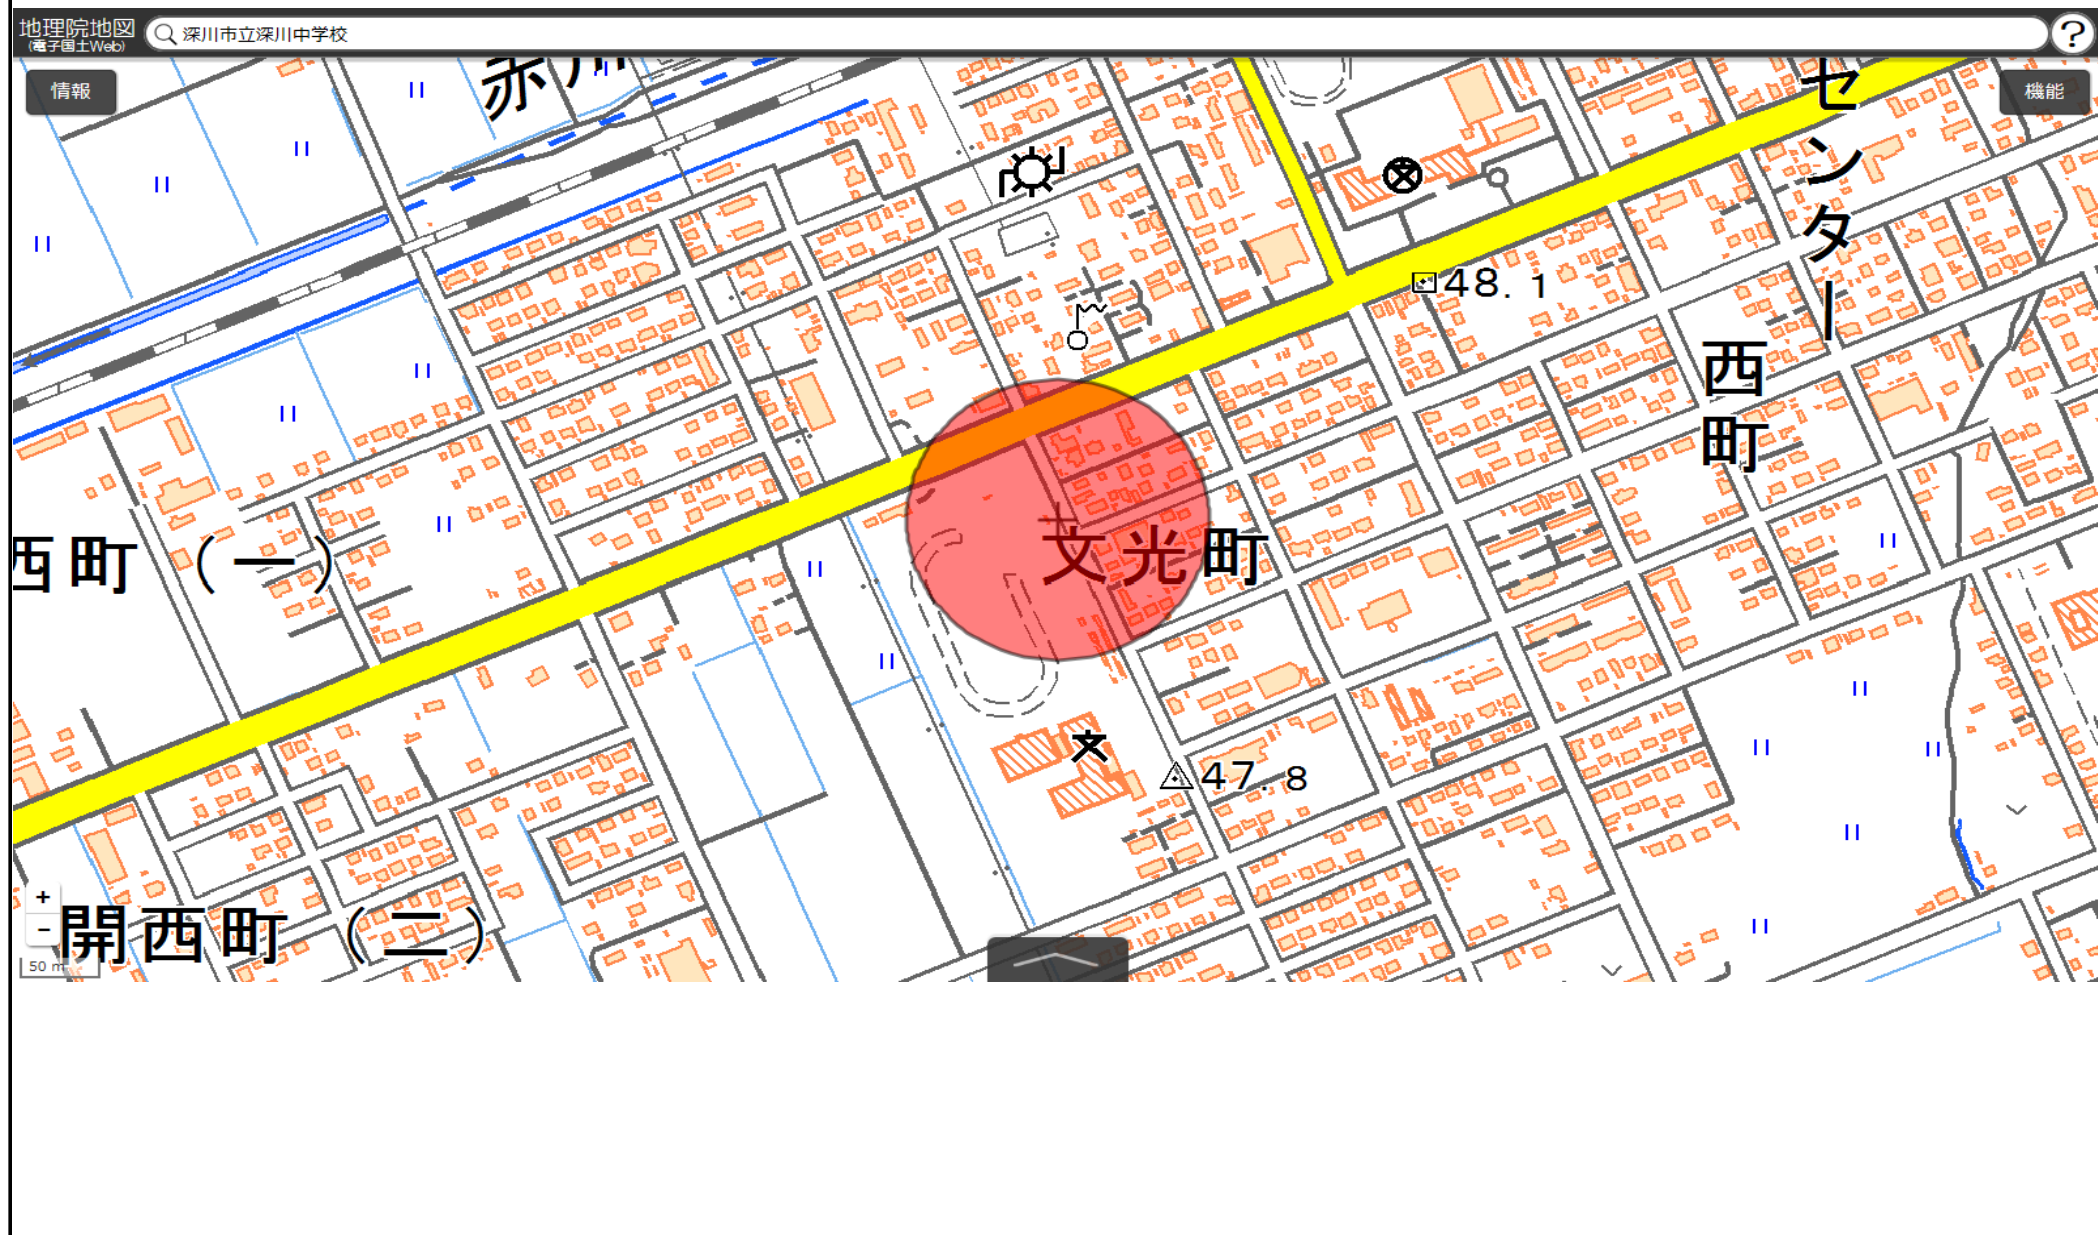 地理院地図
(電子国土Web)
深川市立深川中学校
?
情報
機能
赤川
センター
48.1
西町
文光町
西町（一）
47.8
開西町（二）
+
-
50 m